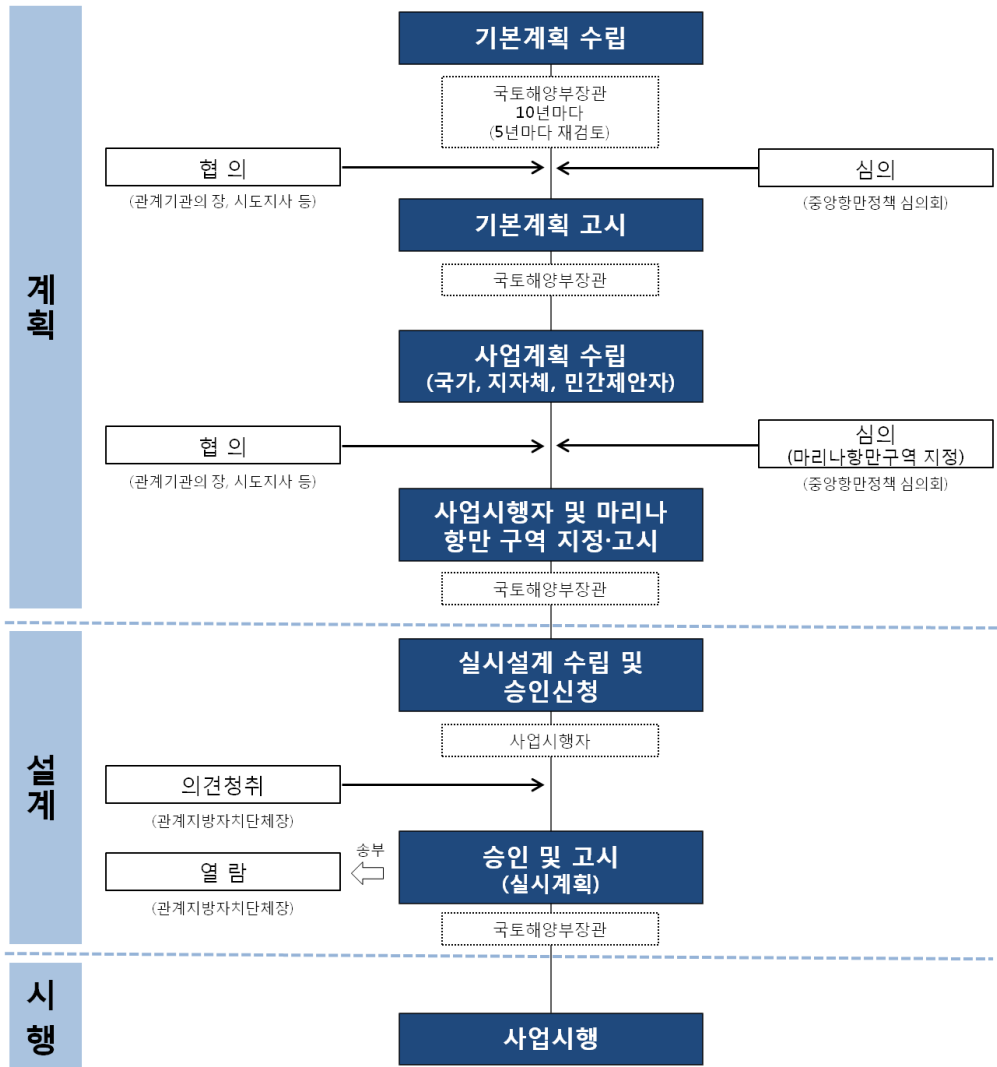 계획
기본계획 수립
국토해양부장관
10년마다
(5년마다 재검토)
협 의
(관계기관의 장, 시도지사 등)
심의
(중앙항만정책 심의회)
기본계획 고시
국토해양부장관
사업계획 수립
(국가, 지자체, 민간제안자)
협 의
(관계기관의 장, 시도지사 등)
심의
(마리나항만구역 지정)
(중앙항만정책 심의회)
사업시행자 및 마리나
항만 구역 지정·고시
국토해양부장관
설계
실시설계 수립 및
승인신청
사업시행자
의견청취
(관계지방자치단체장)
승인 및 고시
(실시계획)
송부
열 람
(관계지방자치단체장)
국토해양부장관
시행
사업시행